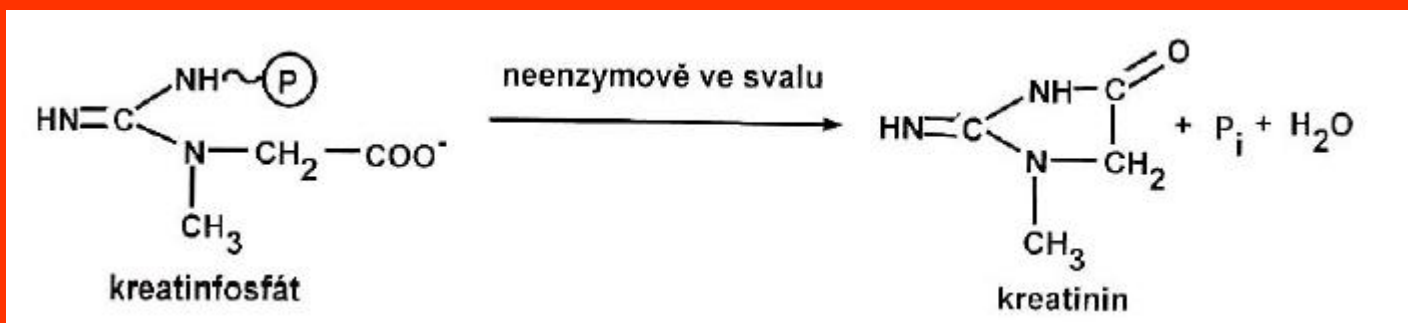 NH~P
HN=C
N—CH2—COO-
CH3
kreatinfosfát
neenzymově ve svalu
O
NH—C
HN=C
N—CH2
CH3
kreatinin
+ Pi + H2O